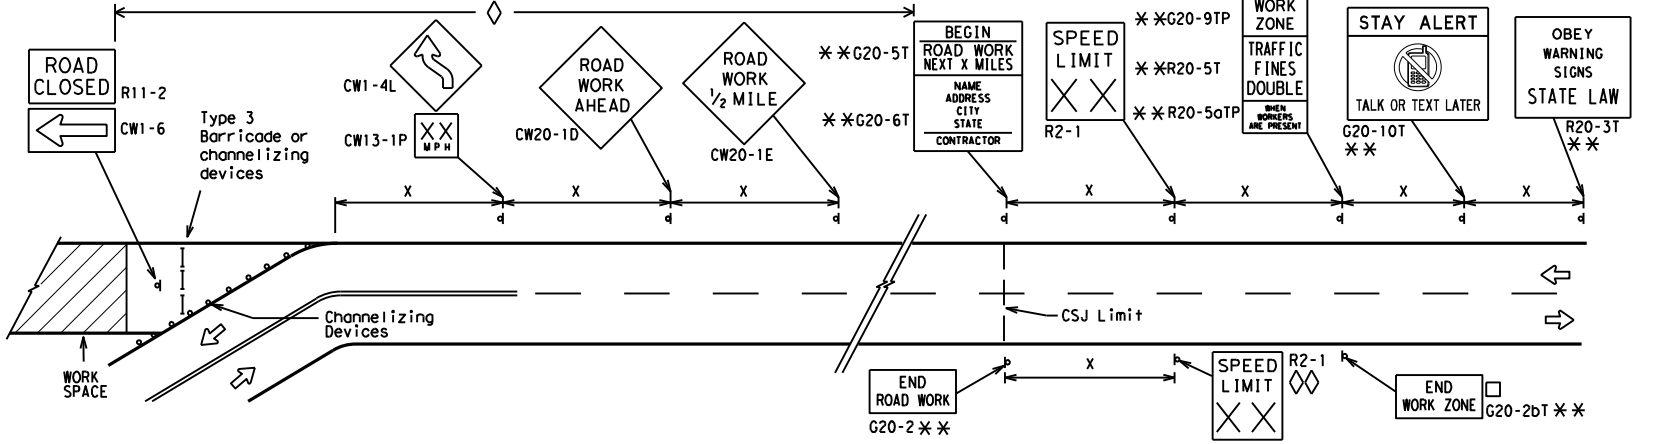 ROAD
CLOSED
R11-2
CW1-6
Type 3
Barricade or
channelizing
devices
CW1-4L
XX
MPH
CW13-1P
ROAD
WORK
AHEAD
CW20-1D
ROAD
WORK
1/2 MILE
CW20-1E
**G20-5T
**G20-6T
BEGIN
ROAD WORK
NEXT X MILES
NAME
ADDRESS
CITY
STATE
CONTRACTOR
SPEED
LIMIT
XX
R2-1
**G20-9TP
**R20-5T
**R20-5aTP
WORK
ZONE
TRAFFIC
FINES
DOUBLE
WHEN
WORKERS
ARE PRESENT
STAY ALERT
TALK OR TEXT LATER
G20-10T
**
OBEY
WARNING
SIGNS
STATE LAW
R20-3T
**
X
X
X
X
X
X
X
Channelizing
Devices
CSJ Limit
WORK
SPACE
END
ROAD WORK
G20-2**
X
SPEED
LIMIT
XX
R2-1
END
WORK ZONE
G20-2bT**